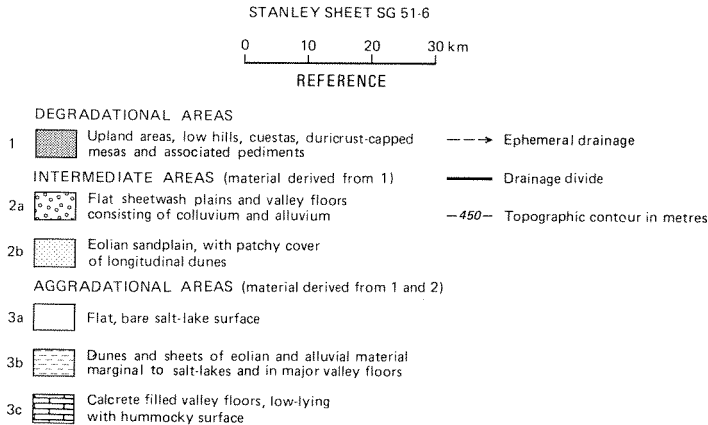 STANLEY SHEET SG 51-6
0 10 20 30 km
REFERENCE
DEGRADATIONAL AREAS
1 Upland areas, low hills, cuestas, duricrust-capped
mesas and associated pediments
INTERMEDIATE AREAS (material derived from 1)
2a Flat sheetwash plains and valley floors
consisting of colluvium and alluvium
2b Eolian sandplain, with patchy cover
of longitudinal dunes
AGGRADATIONAL AREAS (material derived from 1 and 2)
3a Flat, bare salt-lake surface
3b Dunes and sheets of eolian and alluvial material
marginal to salt-lakes and in major valley floors
3c Calcrete filled valley floors, low-lying
with hummocky surface
Ephemeral drainage
Drainage divide
—450— Topographic contour in metres